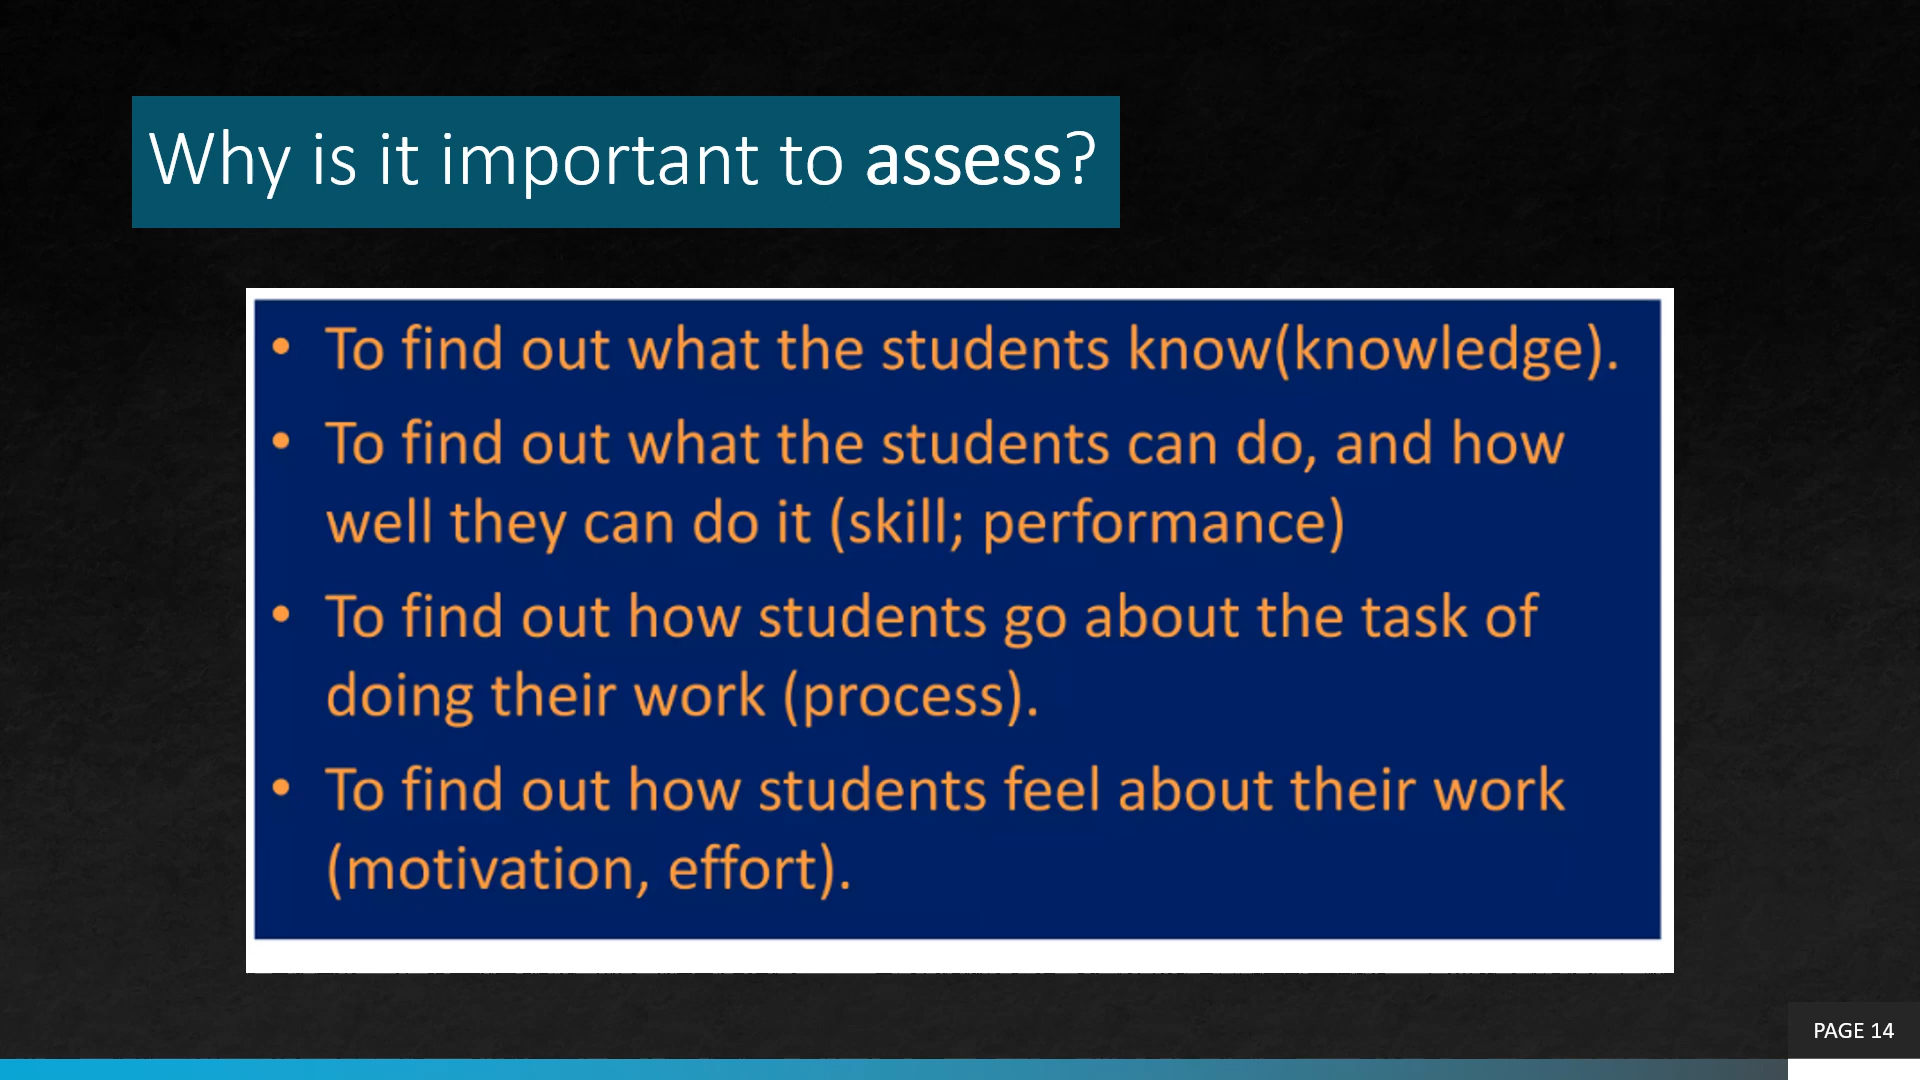 Why is it important to assess?
• To find out what the students know(knowledge).
• To find out what the students can do, and how
well they can do it (skill; performance)
• To find out how students go about the task of
doing their work (process).
• To find out how students feel about their work
(motivation, effort).
PAGE 14